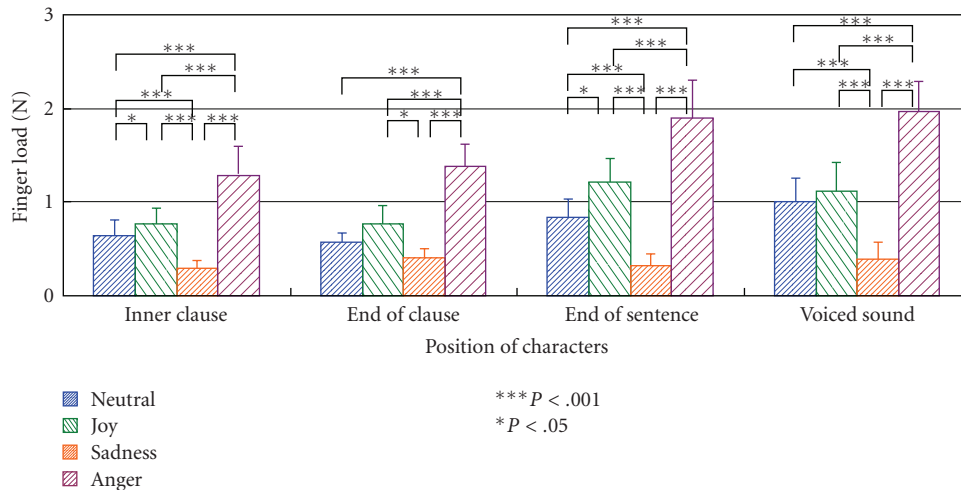 3
2
1
0
Finger load (N)
***
***
***
*
***
***
***
***
*
***
***
***
***
*
***
***
***
***
***
***
***
Inner clause
End of clause
End of sentence
Voiced sound
Position of characters
Neutral
Joy
Sadness
Anger
***P < .001
*P < .05